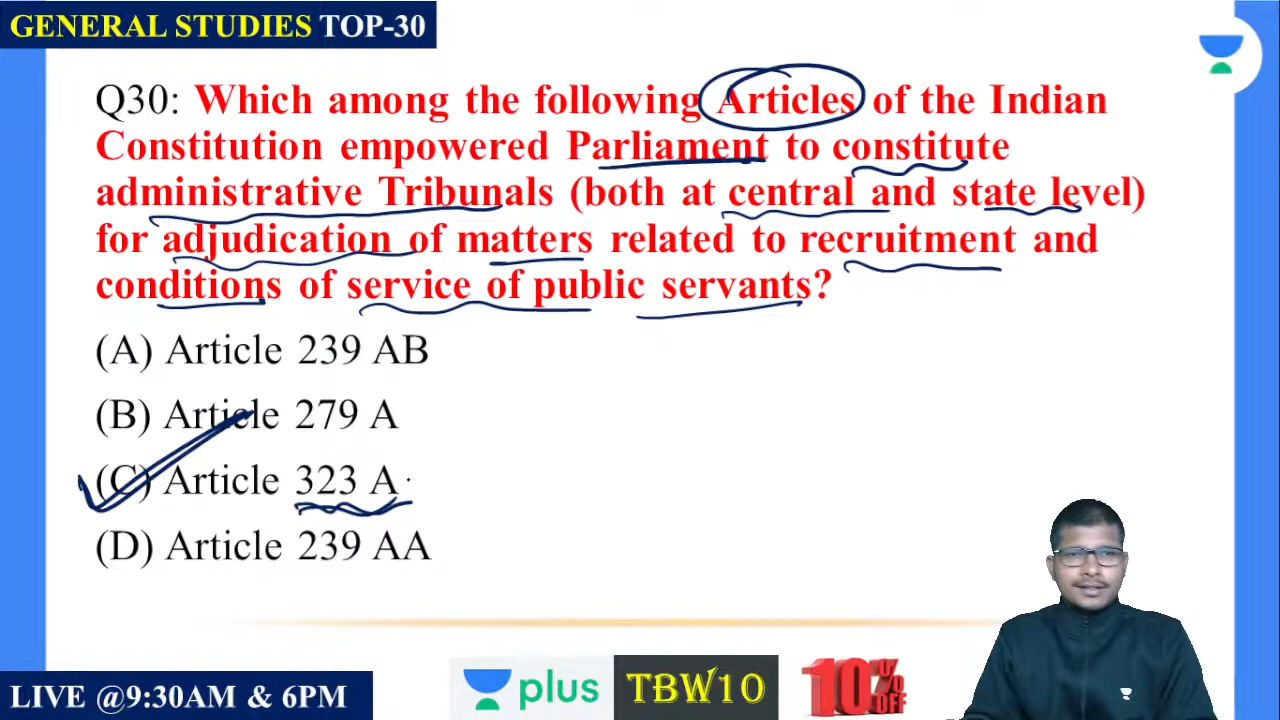 GENERAL STUDIES TOP-30
Q30: Which among the following Articles of the Indian
Constitution empowered Parliament to constitute
administrative Tribunals (both at central and state level)
for adjudication of matters related to recruitment and
conditions of service of public servants?
(A) Article 239 AB
(B) Article 279 A
(C) Article 323 A
(D) Article 239 AA
LIVE @9:30AM & 6PM
plus
TBW10
10% OFF